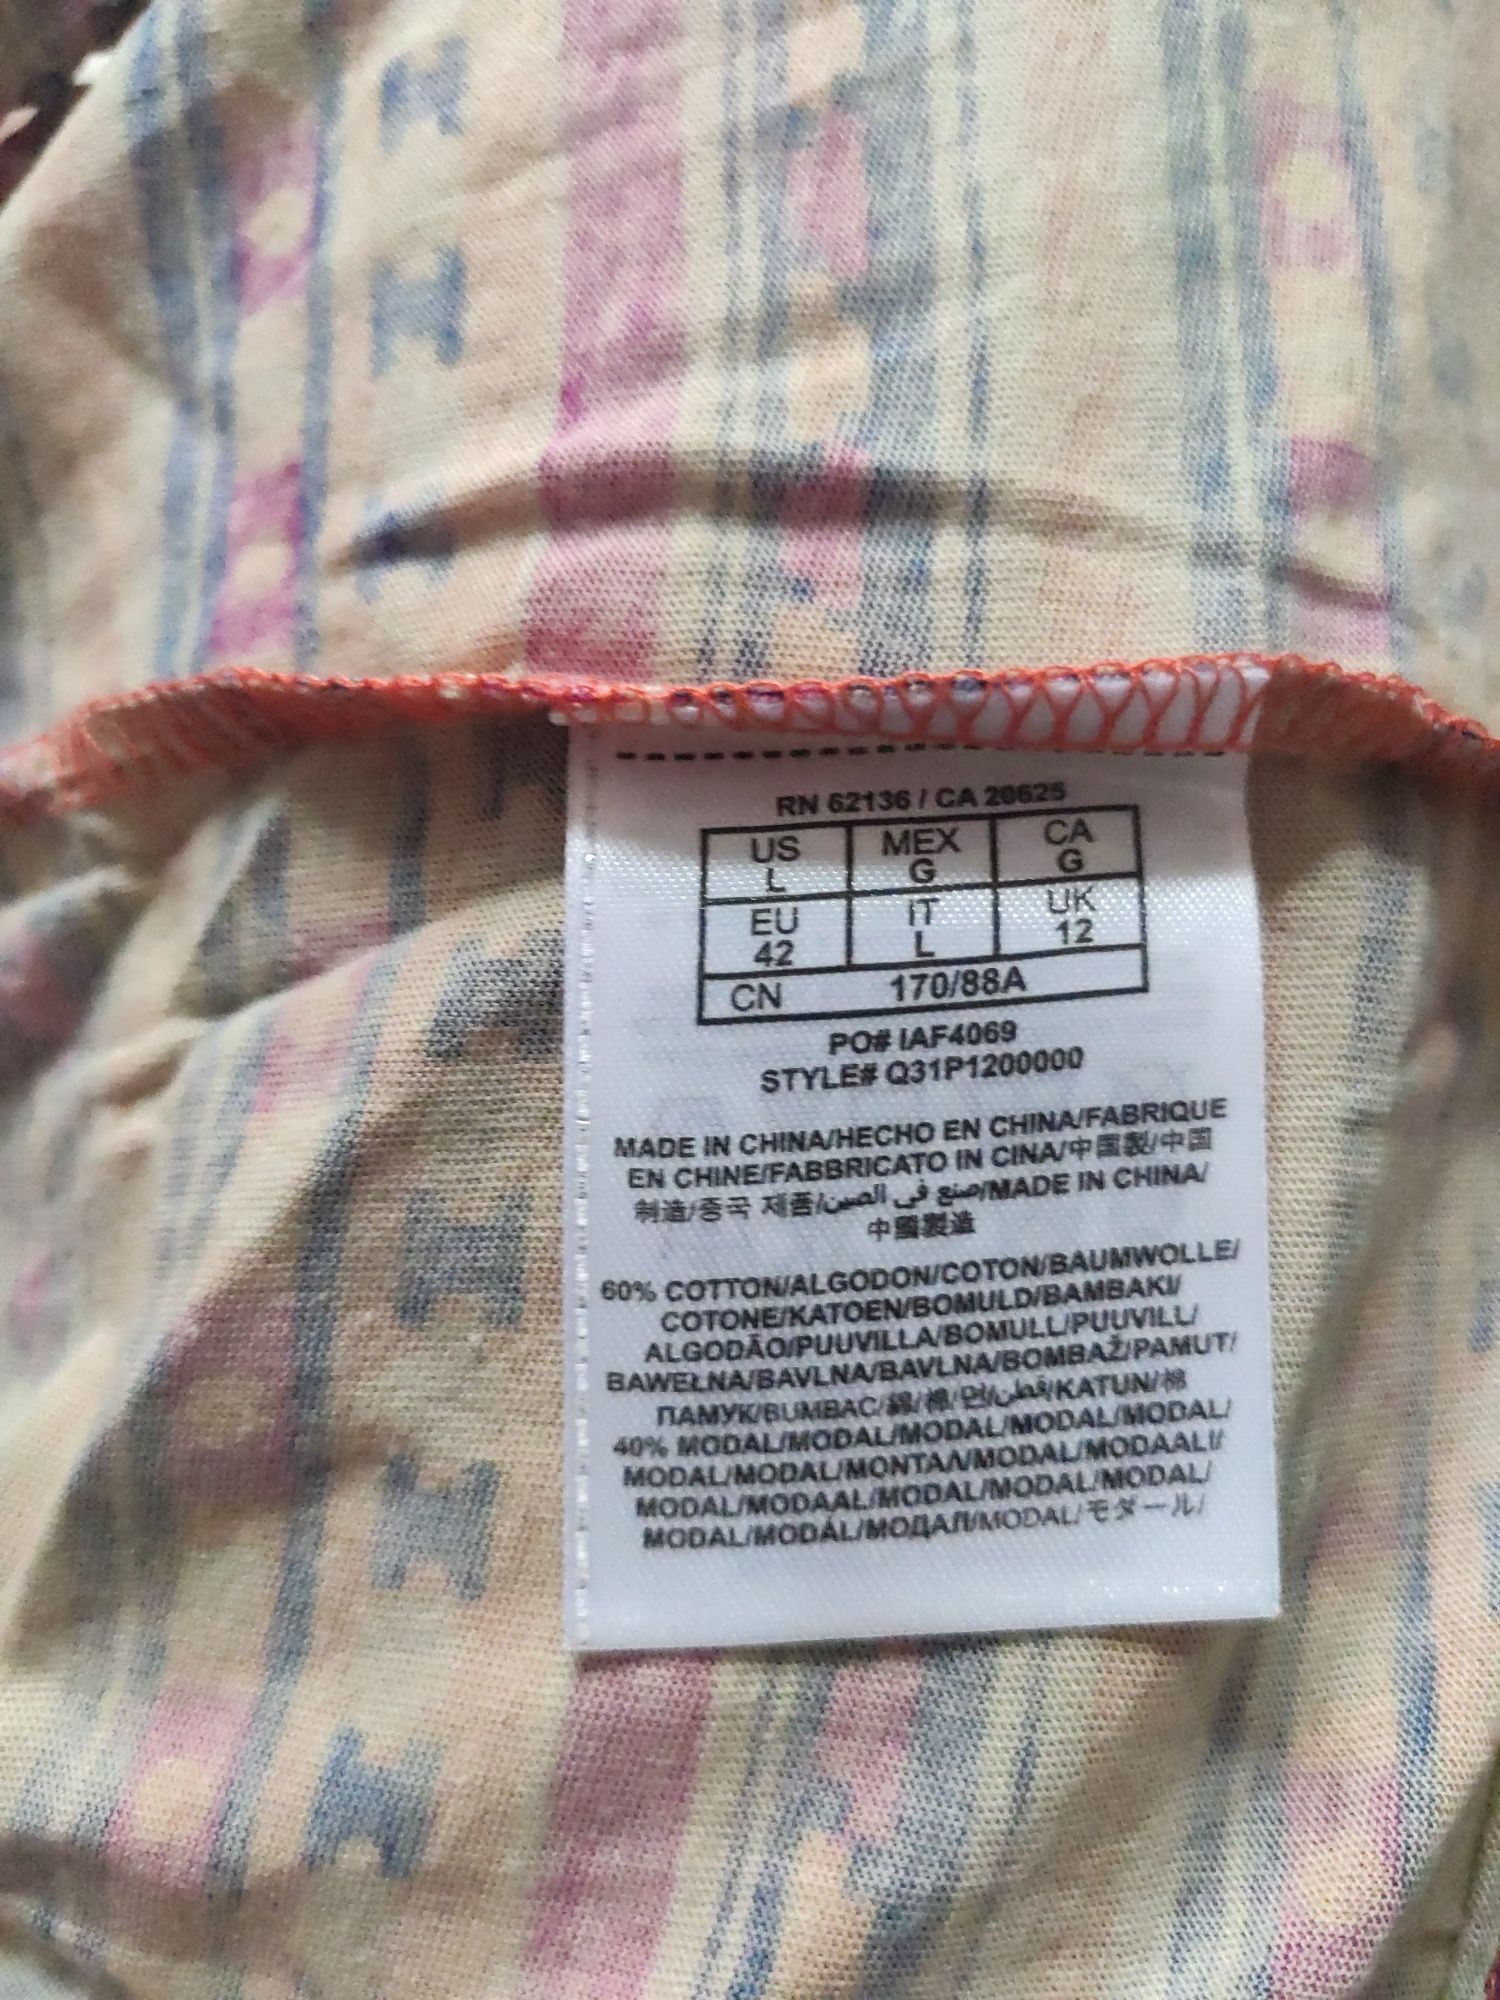 RN 62136 / CA 20625
US MEX CA
L G G
EU IT UK
42 L 12
CN 170/88A
PO# IAF4069
STYLE# Q31P1200000
MADE IN CHINA/HECHO EN CHINA/FABRIQUE
EN CHINE/FABBRICATO IN CINA/中國製/中国
制造/중국 제품/صنع في الصين/MADE IN CHINA/
中國製造
60% COTTON/ALGODON/COTON/BAUMWOLLE/
COTONE/KATOEN/BOMULD/BAMBAKI/
ALGODÃO/PUUVILLA/BOMULL/PUUVILL/
BAWEŁNA/BAVLNA/BAVLNA/BOMBAŽ/PAMUT/
ПАМУК/BUMBAC/綿/棉/면/قطن/KATUN/棉
40% MODAL/MODAL/MODAL/MODAL/MODAL/
MODAL/MODAL/MONTAΛ/MODAL/MODAALI/
MODAL/MODAAL/MODAL/MODAL/MODAL/
MODAL/MODÁL/МОДАЛ/MODAL/モダール/